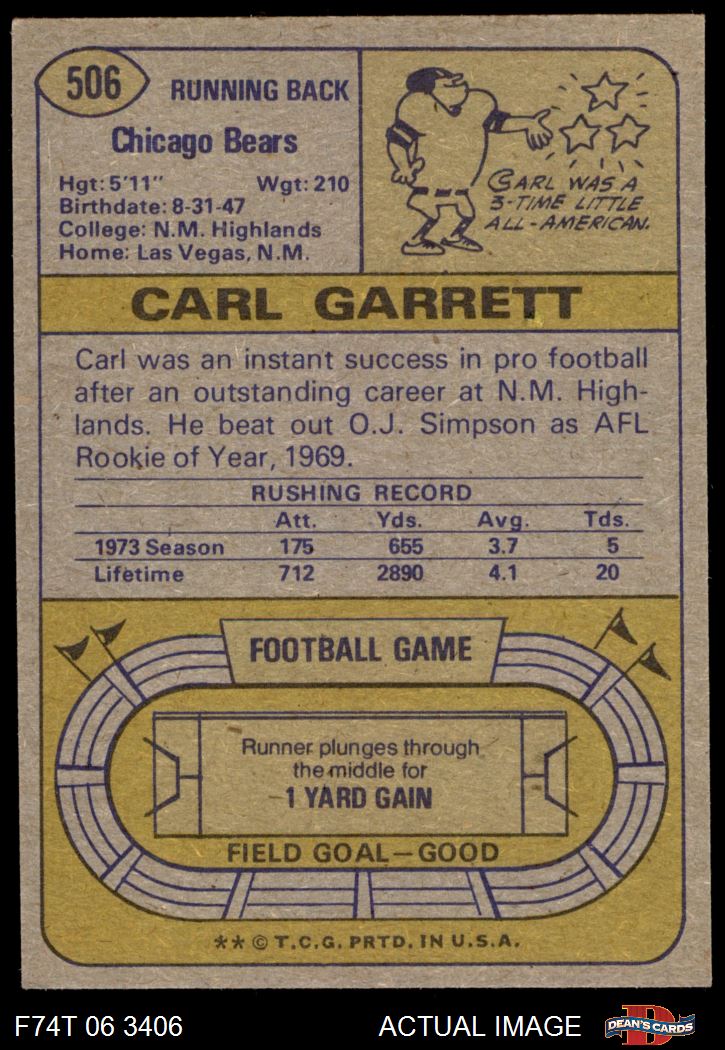 506
RUNNING BACK
Chicago Bears
Hgt: 5'11" Wgt: 210
Birthdate: 8-31-47
College: N.M. Highlands
Home: Las Vegas, N.M.
CARL WAS A
3-TIME LITTLE
ALL-AMERICAN.
CARL GARRETT
Carl was an instant success in pro football
after an outstanding career at N.M. High-
lands. He beat out O.J. Simpson as AFL
Rookie of Year, 1969.
RUSHING RECORD
Att. Yds. Avg. Tds.
1973 Season 175 655 3.7 5
Lifetime 712 2890 4.1 20
FOOTBALL GAME
Runner plunges through
the middle for
1 YARD GAIN
FIELD GOAL—GOOD
** © T.C.G. PRTD. IN U.S.A.
F74T 06 3406 ACTUAL IMAGE
D
DEAN'S CARDS